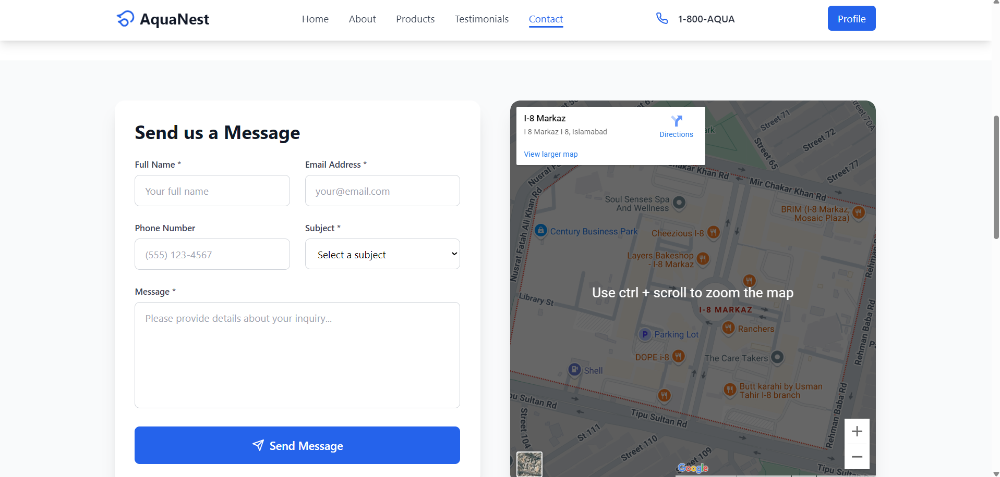 AquaNest
Home
About
Products
Testimonials
Contact
1-800-AQUA
Profile
Send us a Message
Full Name *
Email Address *
Your full name
your@email.com
Phone Number
Subject *
(555) 123-4567
Select a subject
Message *
Please provide details about your inquiry...
Send Message
I-8 Markaz
I 8 Markaz I-8, Islamabad
Directions
View larger map
Street 71
Street 72
Street 65
Street 77
Mir Chakar Khan Rd
Nusrat Fatah Ali Khan Rd
Soul Senses Spa
And Wellness
BRIM (I-8 Markaz,
Mosaic Plaza)
Century Business Park
Cheezious I-8
Layers Bakeshop
- I-8 Markaz
Use ctrl + scroll to zoom the map
I-8 MARKAZ
Library St
Ranchers
P
Parking Lot
DOPE i-8
The Care Takers
Rehman Baba Rd
Shell
Butt karahi by Usman
Tahir I-8 branch
Tipu Sultan Rd
Rehman Baba Rd
Street 104
St 111
Street 110
Google